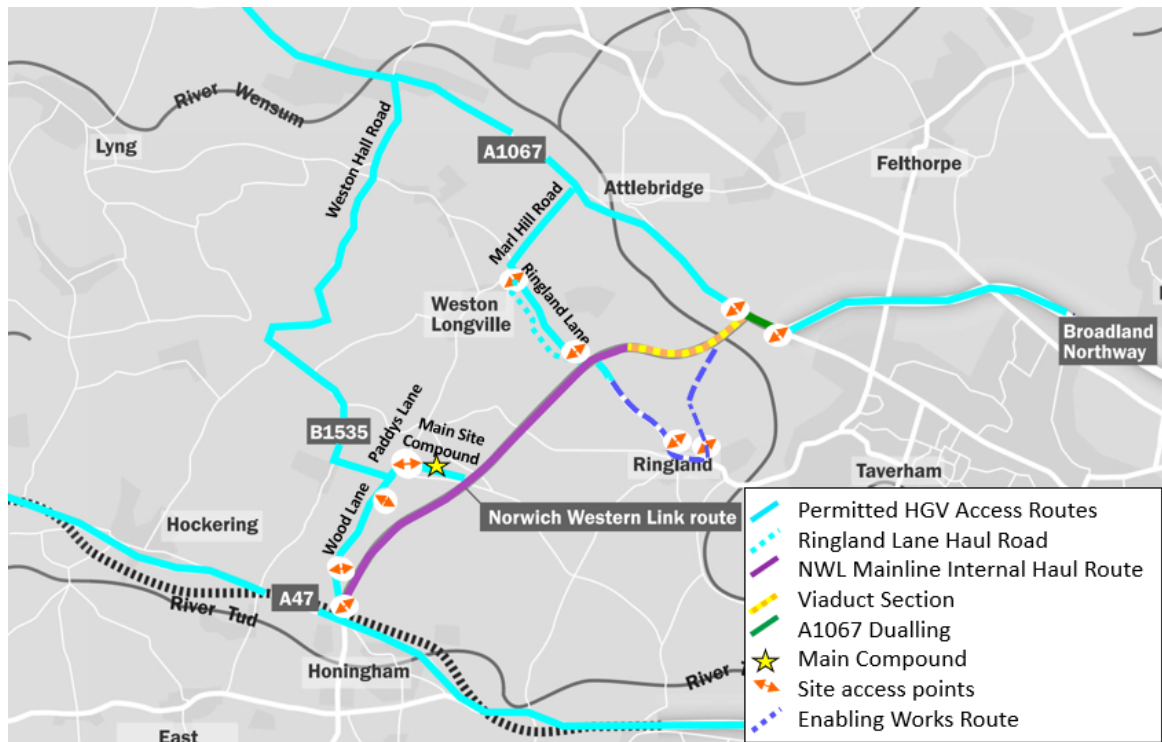 River Wensum
Lyng
Weston Hall Road
A1067
Felthorpe
Attlebridge
Marl Hill Road
Ringland Lane
Weston
Longville
Broadland
Northway
B1535
Paddys Lane
Main Site
Compound
Ringland
Taverham
Hockering
Wood Lane
Norwich Western Link route
A47
River Tud
Honingham
River
East
Permitted HGV Access Routes
Ringland Lane Haul Road
NWL Mainline Internal Haul Route
Viaduct Section
A1067 Dualling
Main Compound
Site access points
Enabling Works Route